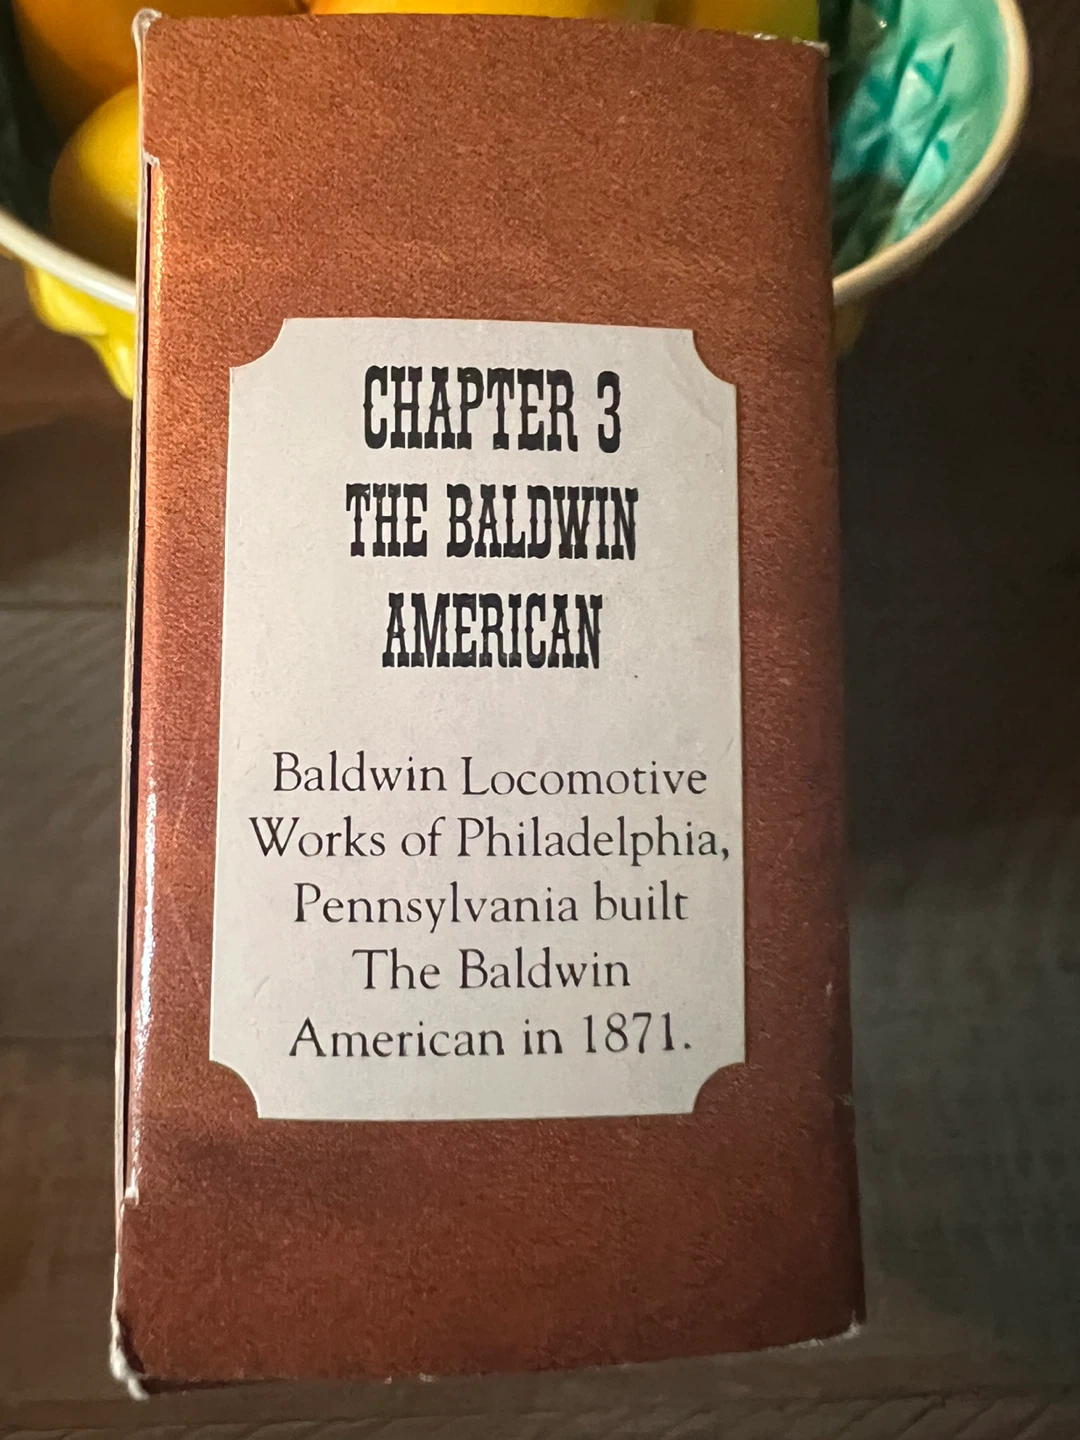 CHAPTER 3
THE BALDWIN
AMERICAN
Baldwin Locomotive
Works of Philadelphia,
Pennsylvania built
The Baldwin
American in 1871.